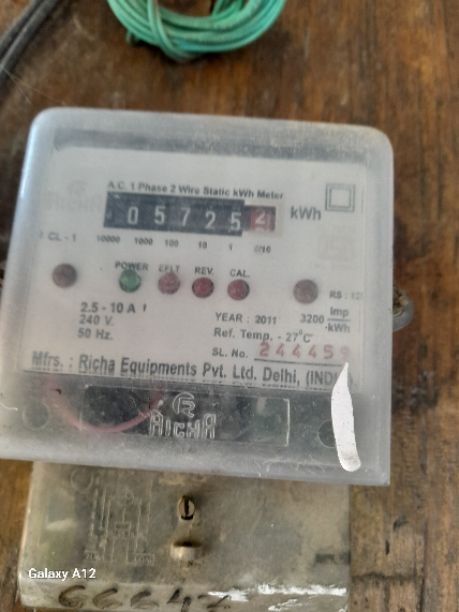 A.C. 1 Phase 2 Wire Static kWh Meter
05725 2 kWh
CL - 1 10000 1000 100 10 1 1/10
POWER EFLT REV. CAL.
2.5 - 10 A
240 V.
50 Hz.
YEAR : 2011 3200 Imp/kWh
Ref. Temp. - 27°C
SL. No. 244459
Mfrs. : Richa Equipments Pvt. Ltd. Delhi,
RICHA
Galaxy A12